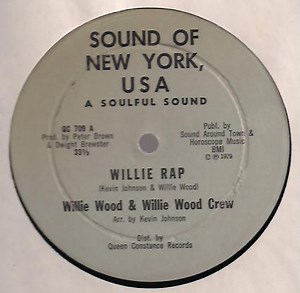 SOUND OF
NEW YORK,
USA
A SOULFUL SOUND
QC 709 A
Prod. by Peter Brown
& Dwight Brewster
33⅓
Publ. by
Sound Around Town &
Horoscope Music
BMI
© ℗ 1979
WILLIE RAP
(Kevin Johnson & Willie Wood)
Willie Wood & Willie Wood Crew
Arr. by Kevin Johnson
Dist. by
Queen Constance Records